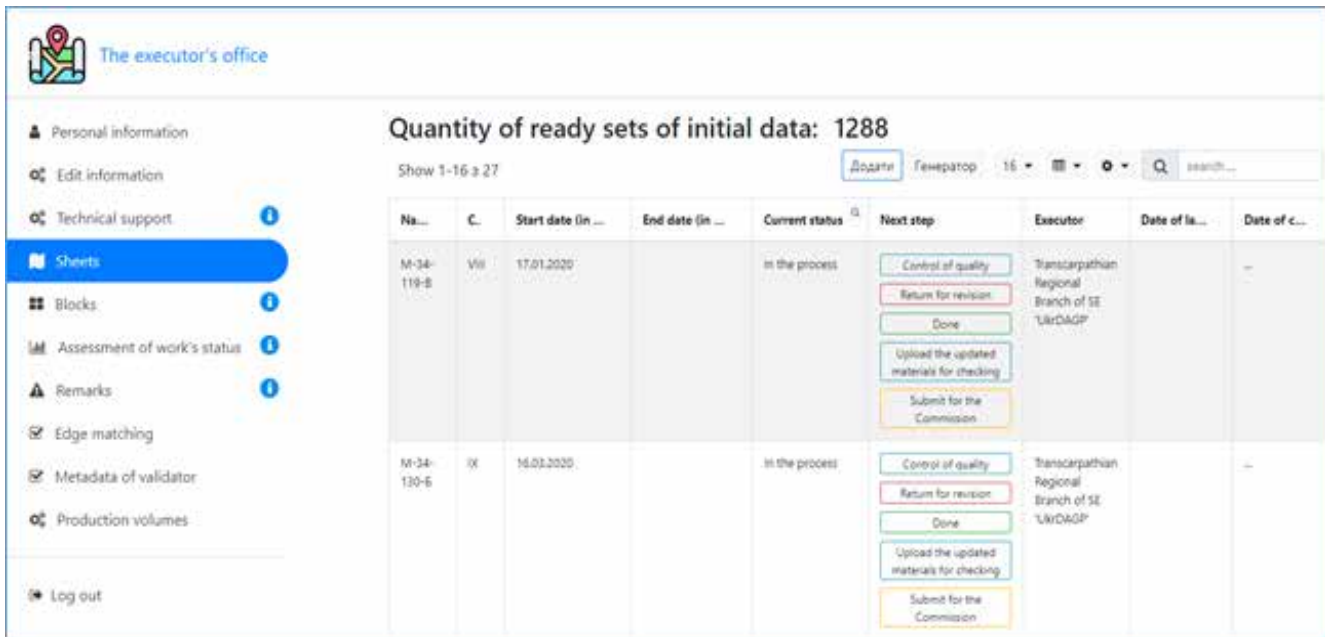 The executor's office
Personal information
Edit information
Technical support
Sheets
Blocks
Assessment of work's status
Remarks
Edge matching
Metadata of validator
Production volumes
Log out
Quantity of ready sets of initial data: 1288
Show 1-16 з 27
Додати Генератор 16 search...
Na... C. Start date (in ... End date (in ... Current status Next step Executor Date of la... Date of c...
M-34-
119-В
VIII 17.01.2020 In the process
Control of quality
Return for revision
Done
Upload the updated
materials for checking
Submit for the
Commission
Transcarpathian
Regional
Branch of SE
"UkrDAGP"
...
M-34-
130-Б
IX 16.03.2020 In the process
Control of quality
Return for revision
Done
Upload the updated
materials for checking
Submit for the
Commission
Transcarpathian
Regional
Branch of SE
"UkrDAGP"
...